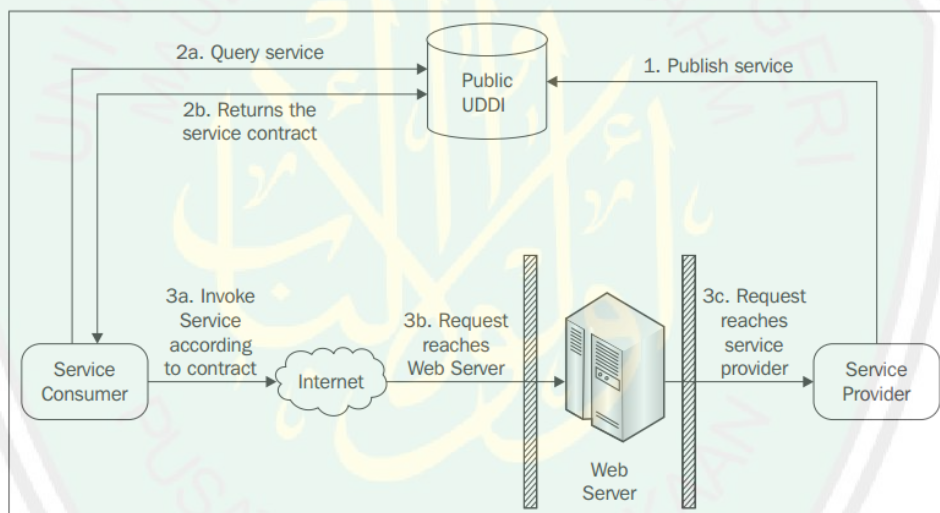 2a. Query service
Public
UDDI
1. Publish service
2b. Returns the
service contract
3a. Invoke
Service
according
to contract
3b. Request
reaches
Web Server
3c. Request
reaches
service
provider
Service
Consumer
Internet
Service
Provider
Web
Server